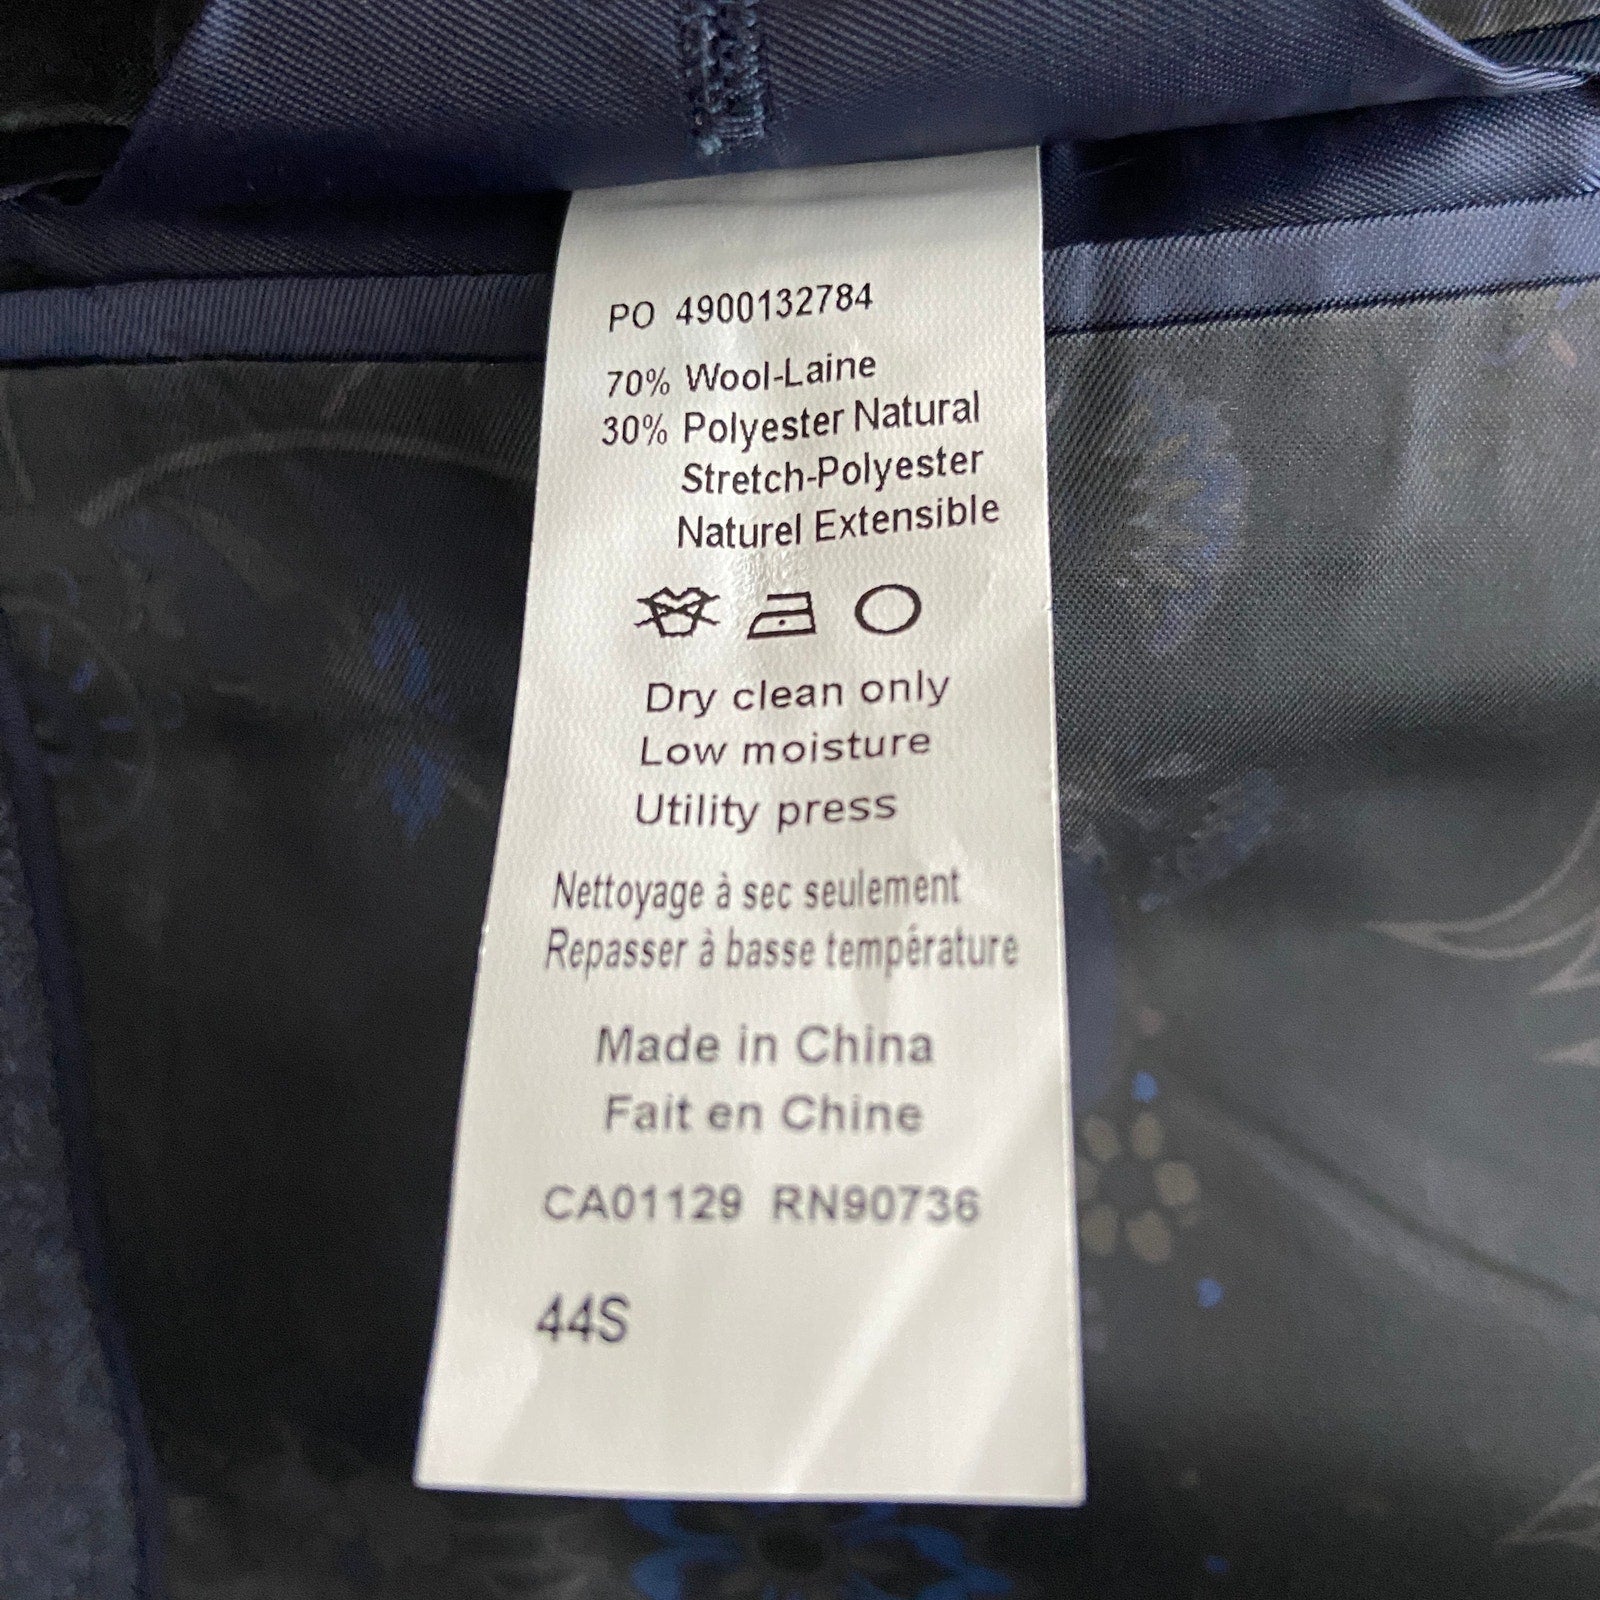 PO 4900132784
70% Wool-Laine
30% Polyester Natural
Stretch-Polyester
Naturel Extensible
Dry clean only
Low moisture
Utility press
Nettoyage à sec seulement
Repasser à basse température
Made in China
Fait en Chine
CA01129 RN90736
44S